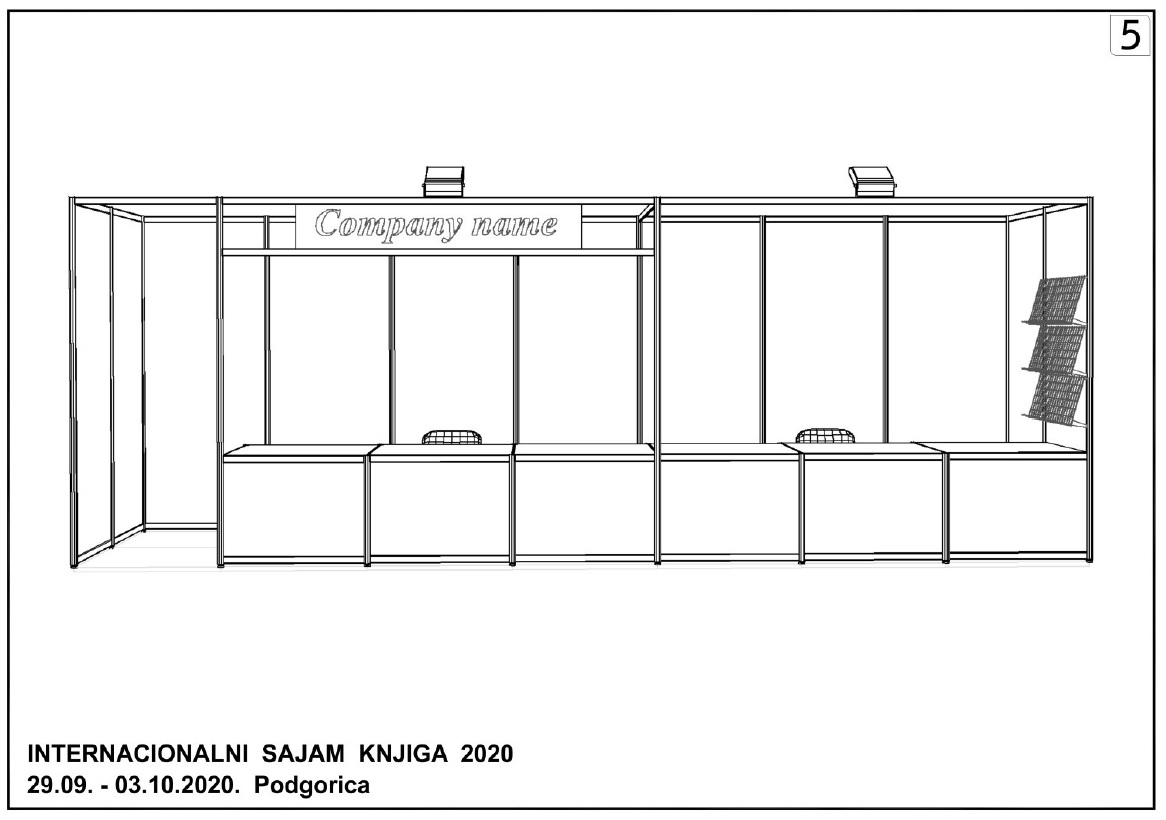 5
Company name
INTERNACIONALNI SAJAM KNJIGA 2020
29.09. - 03.10.2020. Podgorica